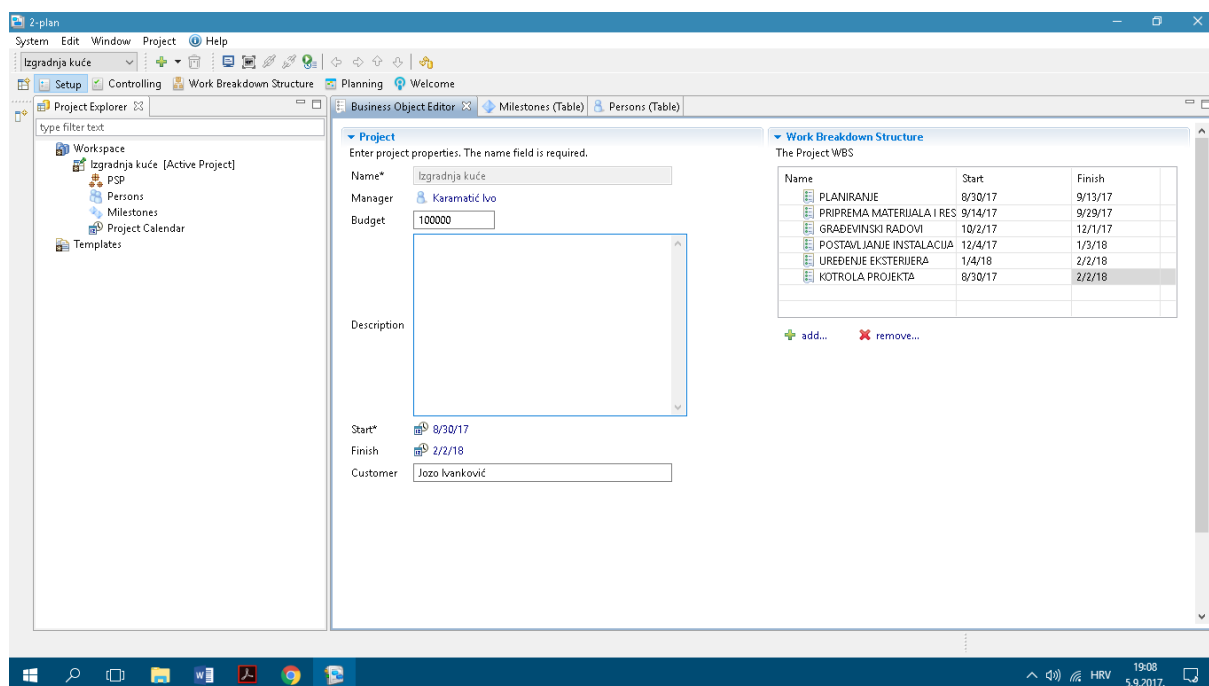 2-plan
System Edit Window Project Help
Izgradnja kuće
Setup Controlling Work Breakdown Structure Planning Welcome
Project Explorer
type filter text
Workspace
Izgradnja kuće [Active Project]
PSP
Persons
Milestones
Project Calendar
Templates
Business Object Editor Milestones (Table) Persons (Table)
Project
Enter project properties. The name field is required.
Name* Izgradnja kuće
Manager Karamatić Ivo
Budget 100000
Description
Start* 8/30/17
Finish 2/2/18
Customer Jozo Ivanković
Work Breakdown Structure
The Project WBS
Name Start Finish
PLANIRANJE 8/30/17 9/13/17
PRIPREMA MATERIJALA I RES 9/14/17 9/29/17
GRAĐEVINSKI RADOVI 10/2/17 12/1/17
POSTAVLJANJE INSTALACIJA 12/4/17 1/3/18
UREĐENJE EKSTERIJERA 1/4/18 2/2/18
KOTROLA PROJEKTA 8/30/17 2/2/18
add... remove...
HRV 19:08
5.9.2017.